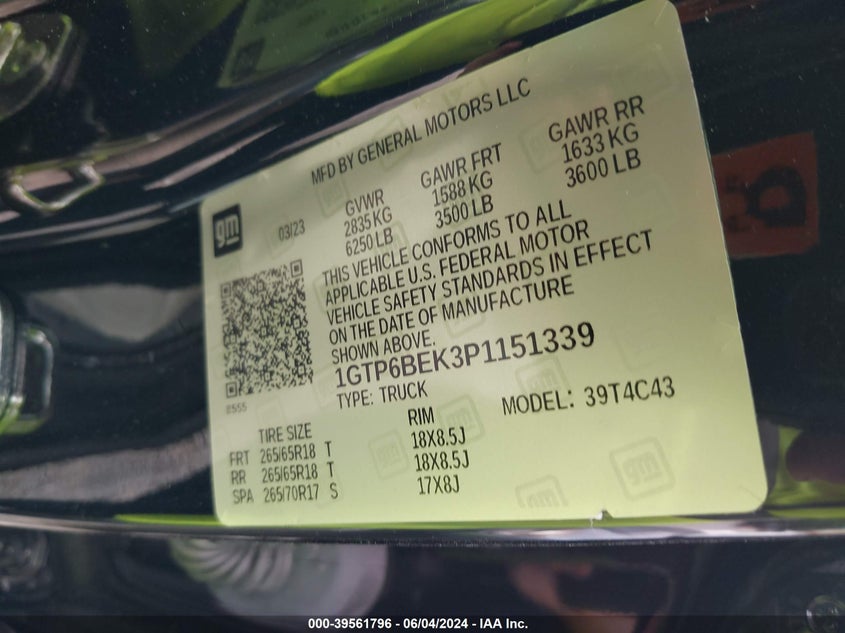 MFD BY GENERAL MOTORS LLC
gm
03/23
GVWR
2835 KG
6250 LB
GAWR FRT
1588 KG
3500 LB
GAWR RR
1633 KG
3600 LB
THIS VEHICLE CONFORMS TO ALL
APPLICABLE U.S. FEDERAL MOTOR
VEHICLE SAFETY STANDARDS IN EFFECT
ON THE DATE OF MANUFACTURE
SHOWN ABOVE.
1GTP6BEK3P1151339
TYPE: TRUCK
MODEL: 39T4C43
E555
TIRE SIZE RIM
FRT 265/65R18 T 18X8.5J
RR 265/65R18 T 18X8.5J
SPA 265/70R17 S 17X8J
gm
000-39561796 - 06/04/2024 - IAA Inc.